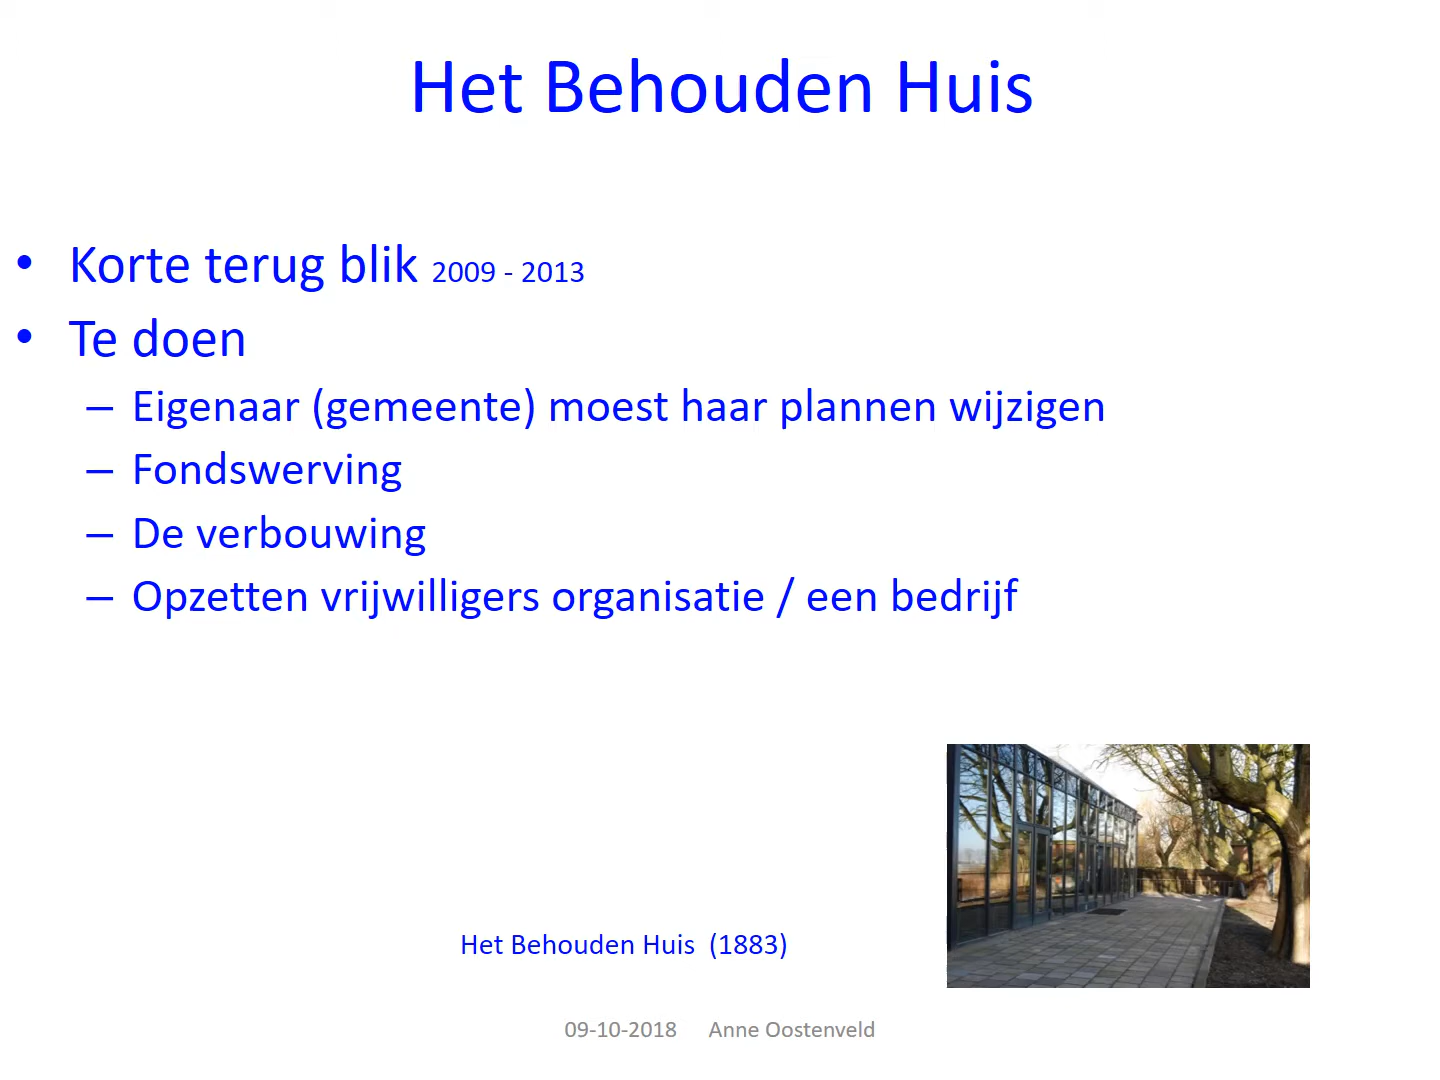 Het Behouden Huis
• Korte terug blik 2009 - 2013
• Te doen
– Eigenaar (gemeente) moest haar plannen wijzigen
– Fondswerving
– De verbouwing
– Opzetten vrijwilligers organisatie / een bedrijf
Het Behouden Huis (1883)
09-10-2018 Anne Oostenveld